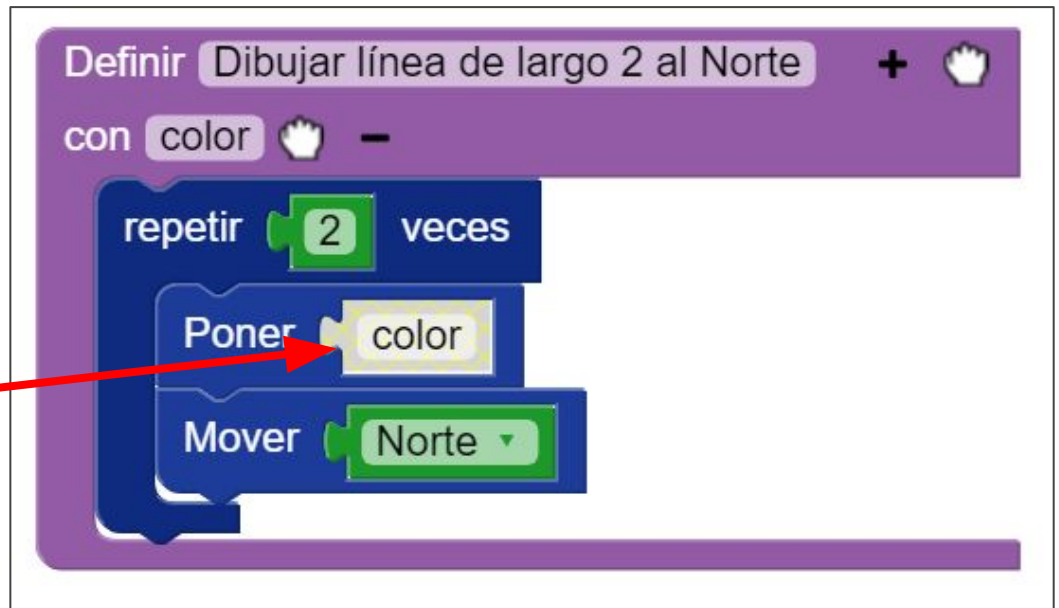 Definir Dibujar línea de largo 2 al Norte +
con color −
repetir 2 veces
Poner color
Mover Norte